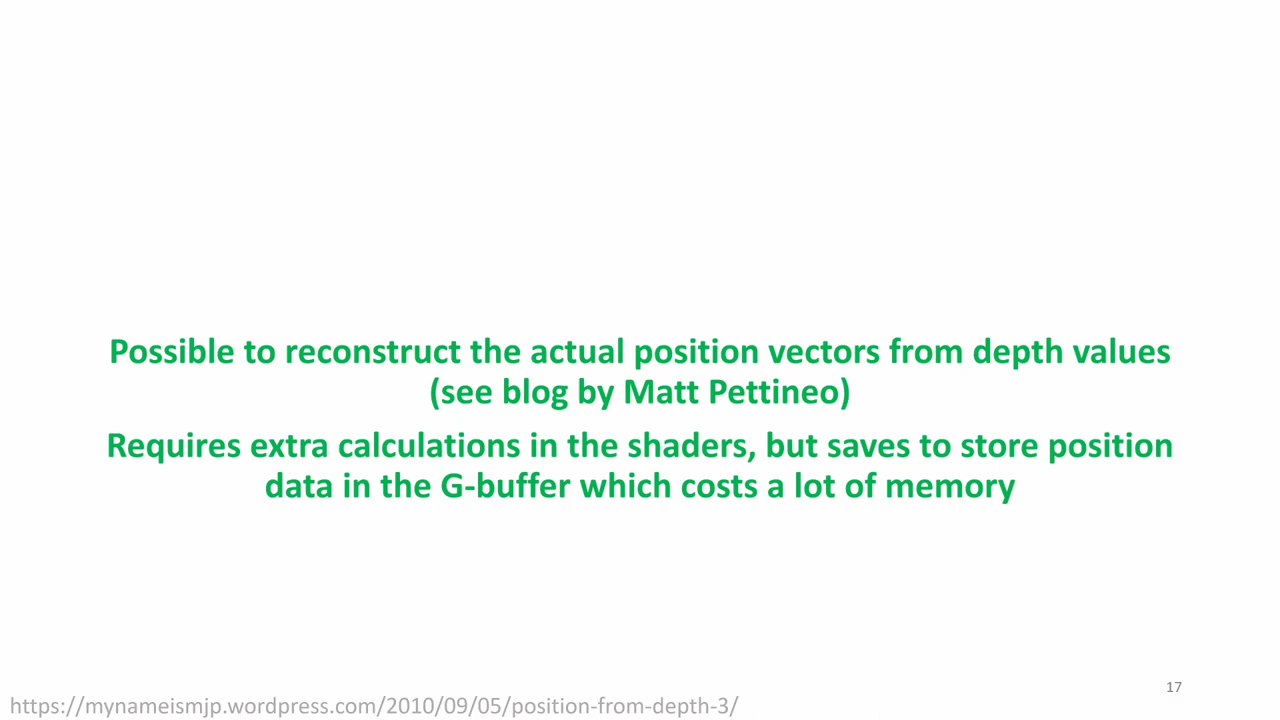 Possible to reconstruct the actual position vectors from depth values
(see blog by Matt Pettineo)
Requires extra calculations in the shaders, but saves to store position
data in the G-buffer which costs a lot of memory
17
https://mynameismjp.wordpress.com/2010/09/05/position-from-depth-3/